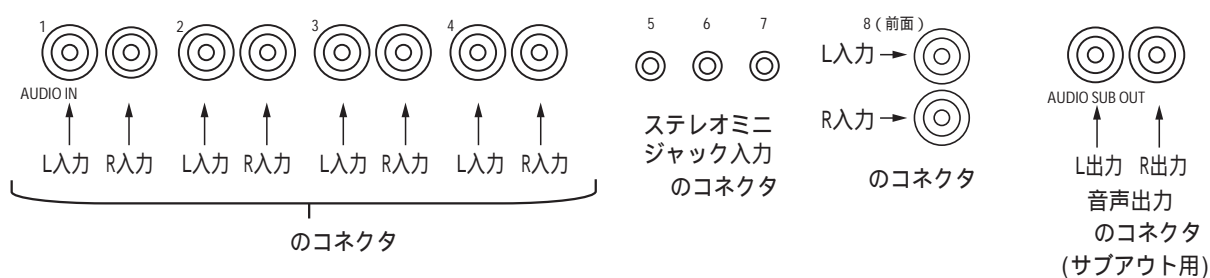 1 2 3 4
AUDIO IN
L入力 R入力 L入力 R入力 L入力 R入力 L入力 R入力
のコネクタ
5 6 7
ステレオミニ
ジャック入力
のコネクタ
8(前面)
L入力
R入力
のコネクタ
AUDIO SUB OUT
L出力 R出力
音声出力
のコネクタ
(サブアウト用)